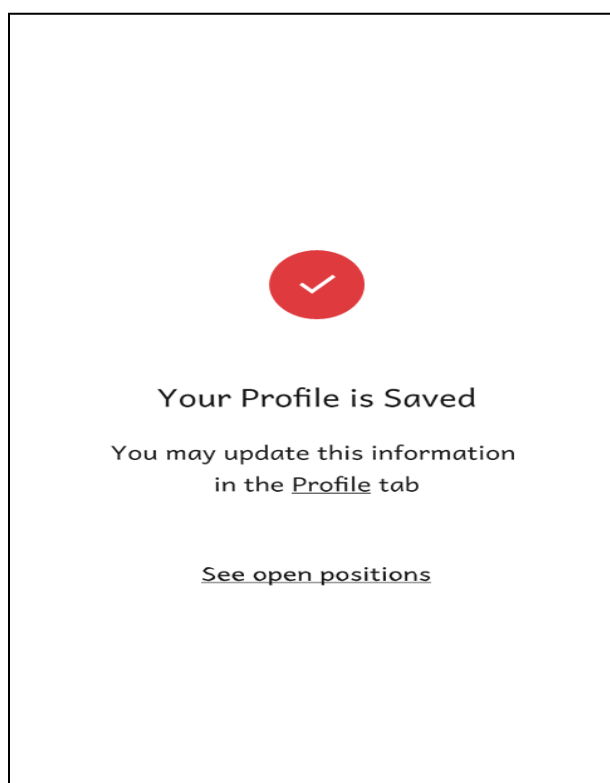 Your Profile is Saved
You may update this information
in the Profile tab
See open positions